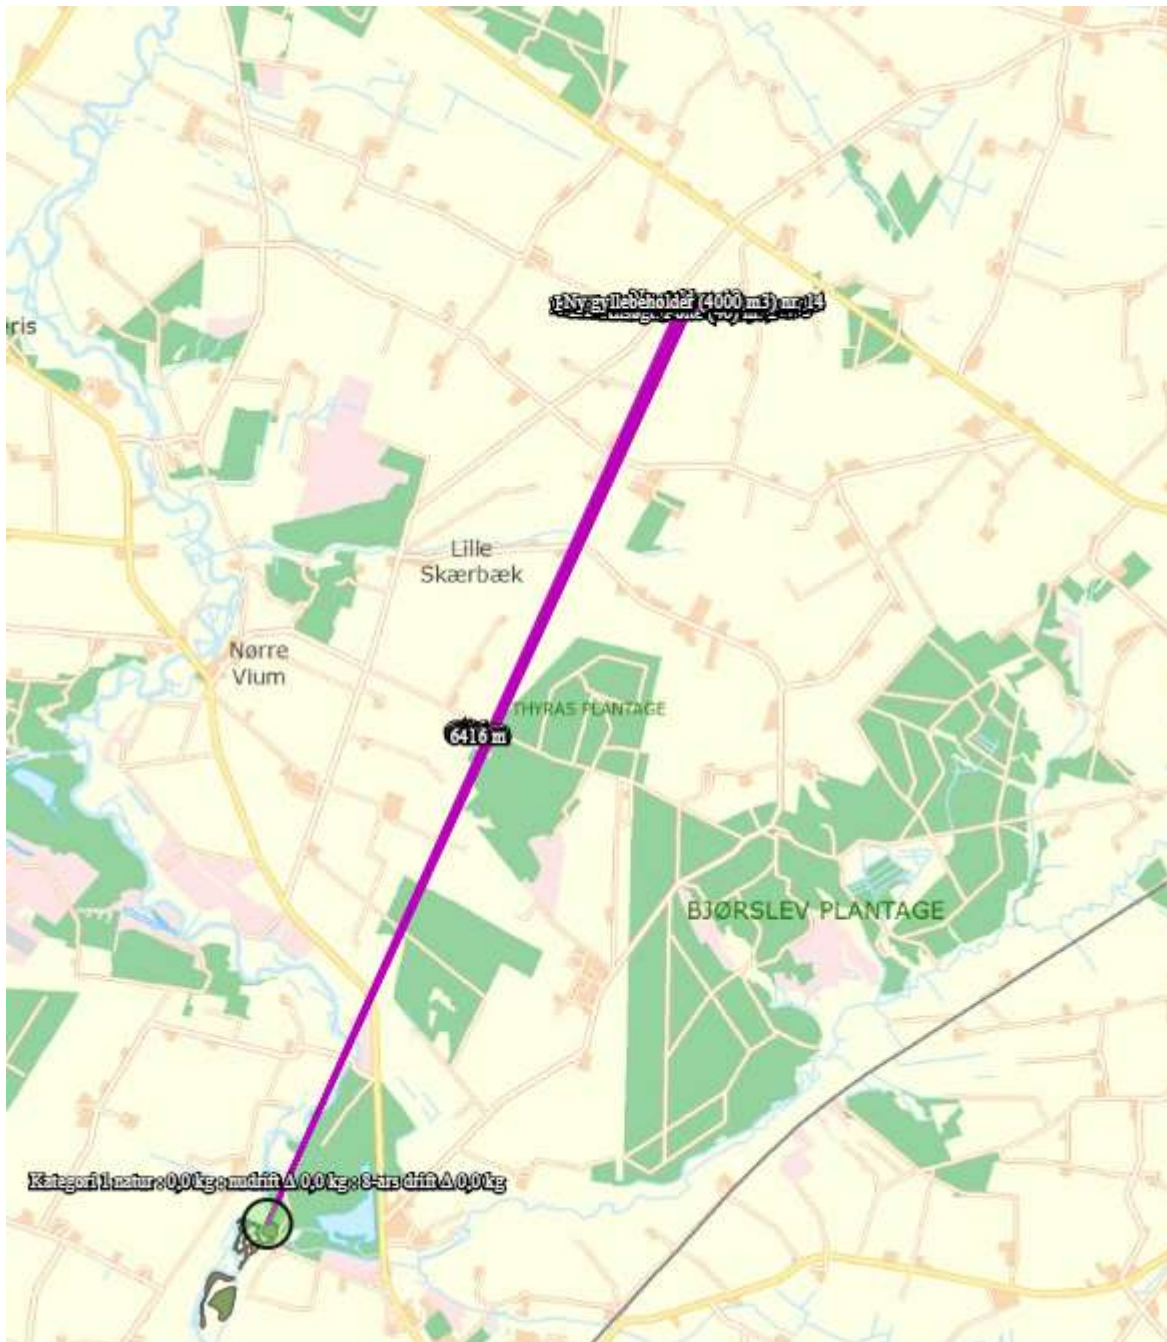 Ny gyllebeholder (4000 m3) nr. 14
ris
Lille
Skærbæk
Nørre
Vium
THYRAS PLANTAGE
6416 m
BJØRSLEV PLANTAGE
Kategori 1 natur : 0,0 kg : nudrift Δ 0,0 kg : 8-års drift Δ 0,0 kg